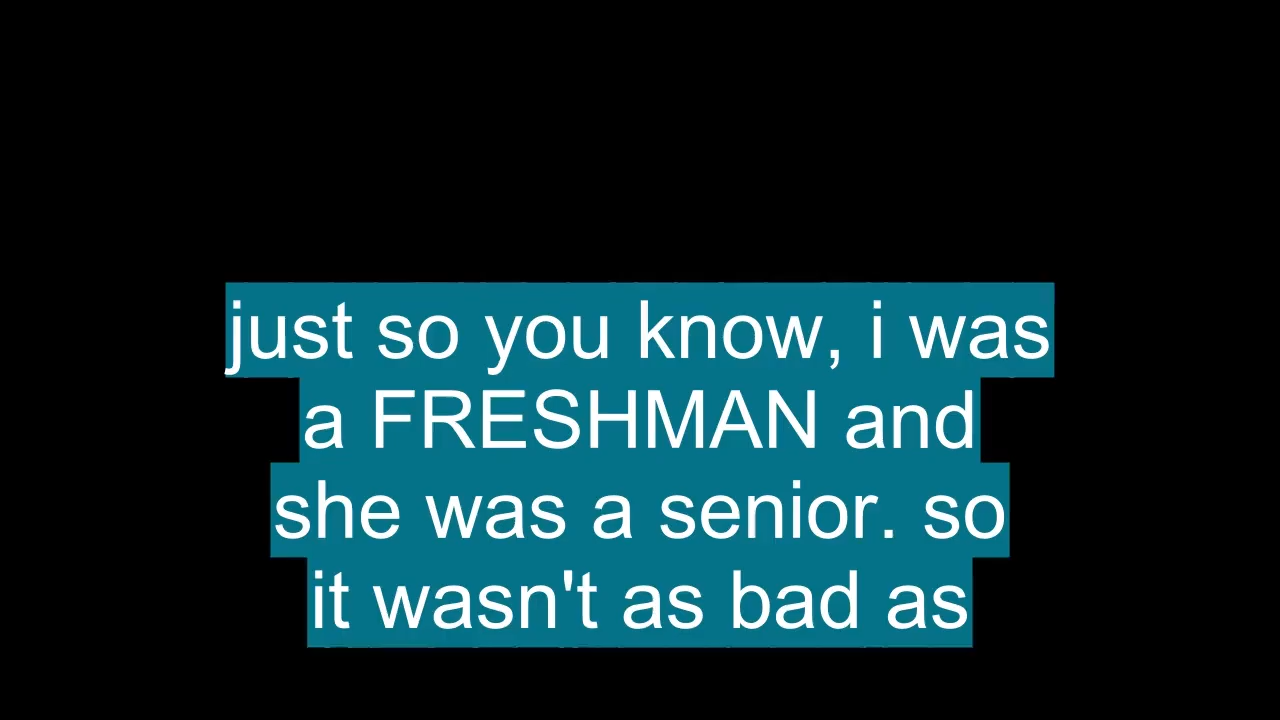 just so you know, i was
a FRESHMAN and
she was a senior. so
it wasn't as bad as